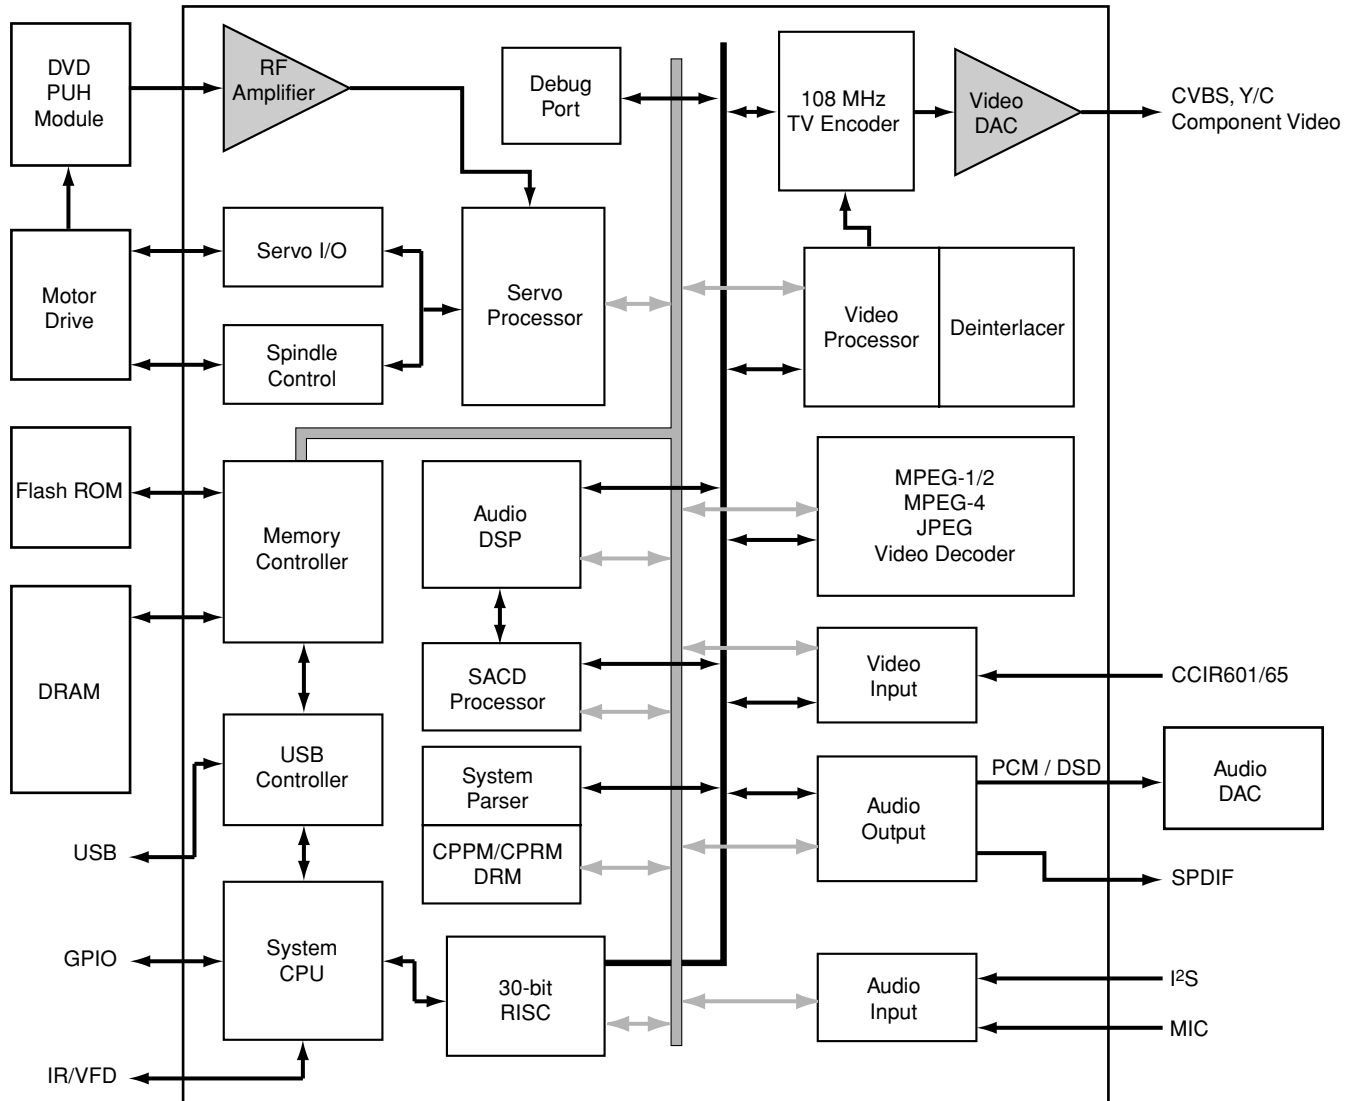 DVD
PUH
Module
RF
Amplifier
Debug
Port
108 MHz
TV Encoder
Video
DAC
CVBS, Y/C
Component Video
Motor
Drive
Servo I/O
Spindle
Control
Servo
Processor
Video
Processor
Deinterlacer
Flash ROM
Memory
Controller
Audio
DSP
MPEG-1/2
MPEG-4
JPEG
Video Decoder
DRAM
SACD
Processor
Video
Input
CCIR601/65
USB
Controller
System
Parser
CPPM/CPRM
DRM
Audio
Output
PCM / DSD
Audio
DAC
USB
SPDIF
GPIO
System
CPU
30-bit
RISC
Audio
Input
I²S
MIC
IR/VFD